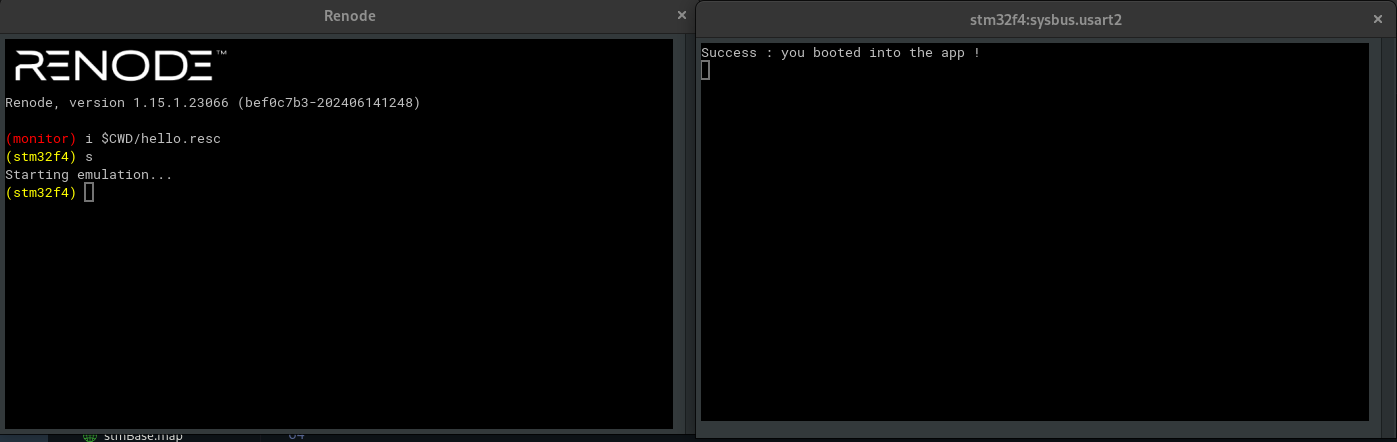 Renode
×
stm32f4:sysbus.usart2
×
RENODE™
Renode, version 1.15.1.23066 (bef0c7b3-202406141248)
(monitor) i $CWD/hello.resc
(stm32f4) s
Starting emulation...
(stm32f4)
Success : you booted into the app !
stmBase.map